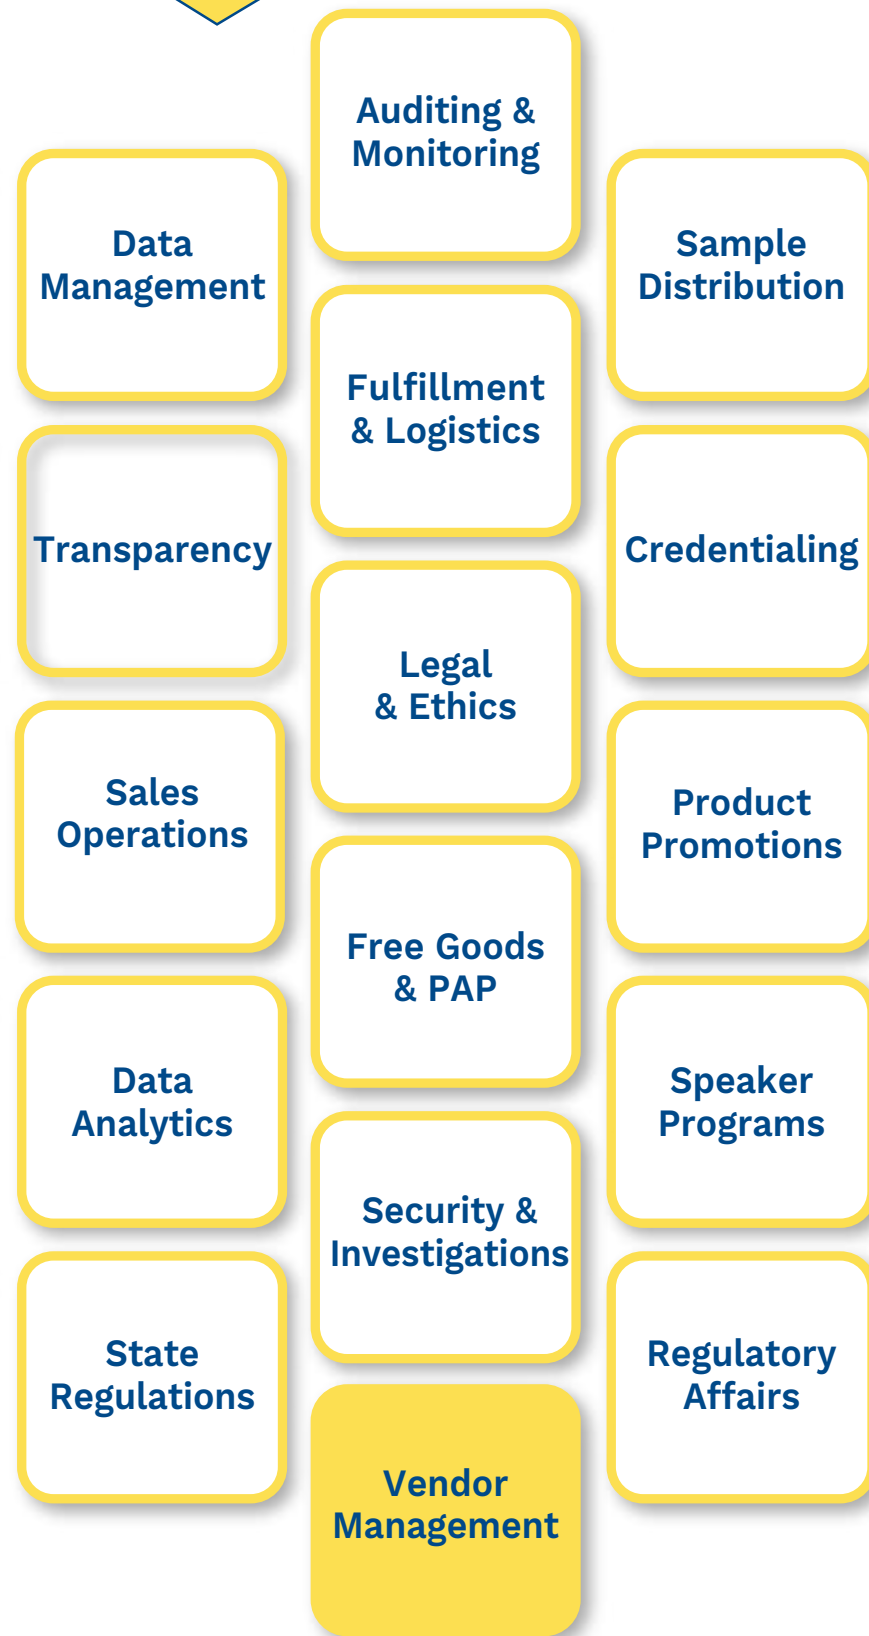 Auditing &
Monitoring
Data
Management
Sample
Distribution
Fulfillment
& Logistics
Transparency
Credentialing
Legal
& Ethics
Sales
Operations
Product
Promotions
Free Goods
& PAP
Data
Analytics
Speaker
Programs
Security &
Investigations
State
Regulations
Regulatory
Affairs
Vendor
Management